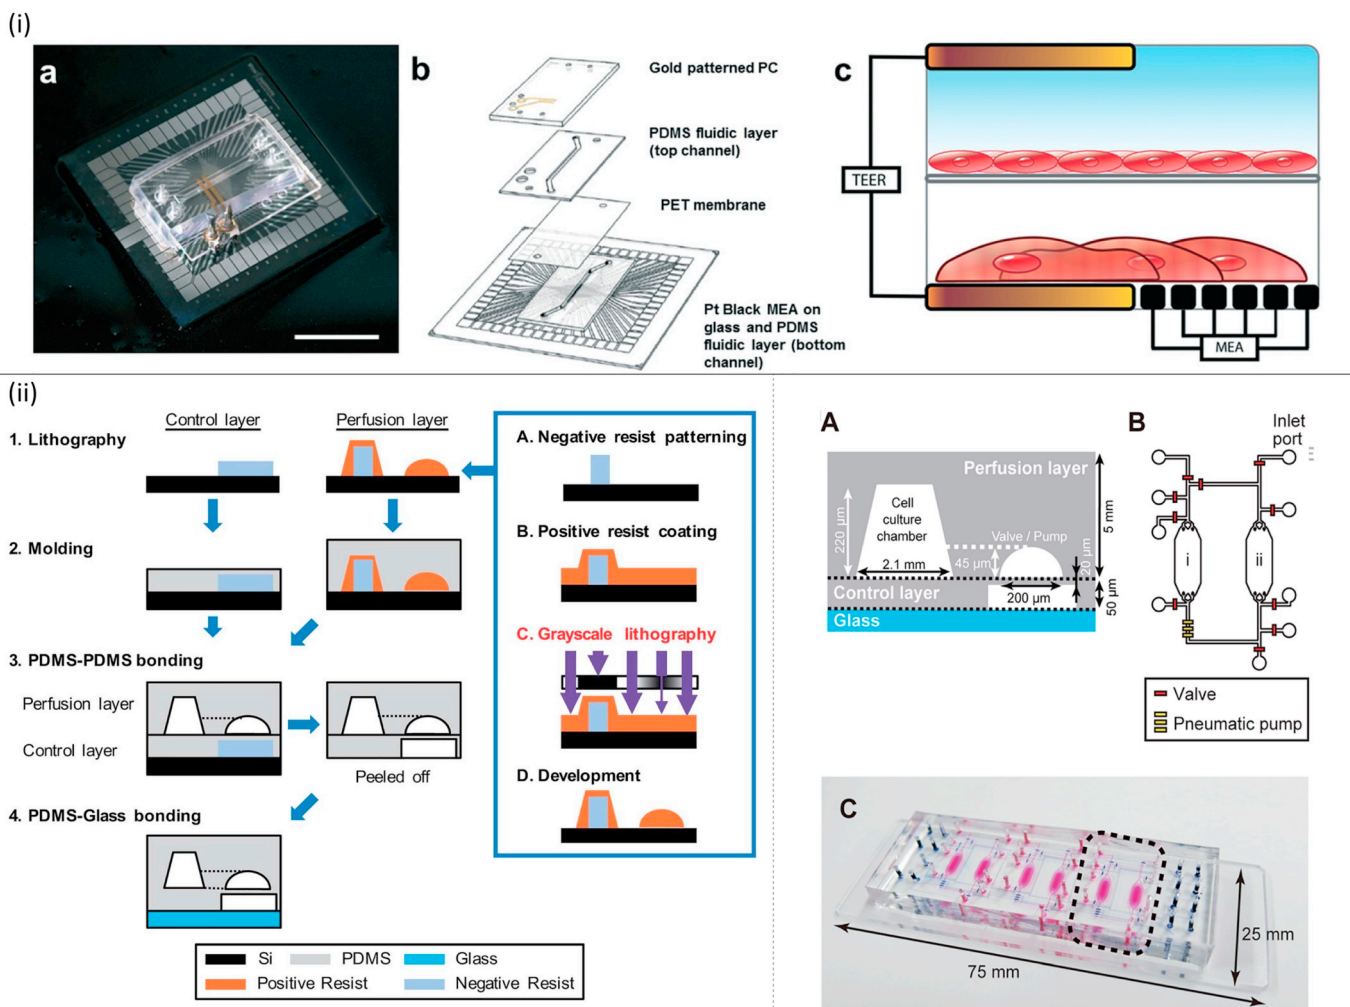 (i)
a
b
Gold patterned PC
PDMS fluidic layer
(top channel)
PET membrane
Pt Black MEA on
glass and PDMS
fluidic layer (bottom
channel)
c
TEER
MEA
(ii)
Control layer
Perfusion layer
1. Lithography
2. Molding
3. PDMS-PDMS bonding
Perfusion layer
Control layer
Peeled off
4. PDMS-Glass bonding
A. Negative resist patterning
B. Positive resist coating
C. Grayscale lithography
D. Development
Si
PDMS
Glass
Positive Resist
Negative Resist
A
Perfusion layer
Cell
culture
chamber
220 µm
2.1 mm
Valve / Pump
45 µm
200 µm
20 µm
5 mm
50 µm
Control layer
Glass
B
Inlet
port
i
ii
Valve
Pneumatic pump
C
75 mm
25 mm